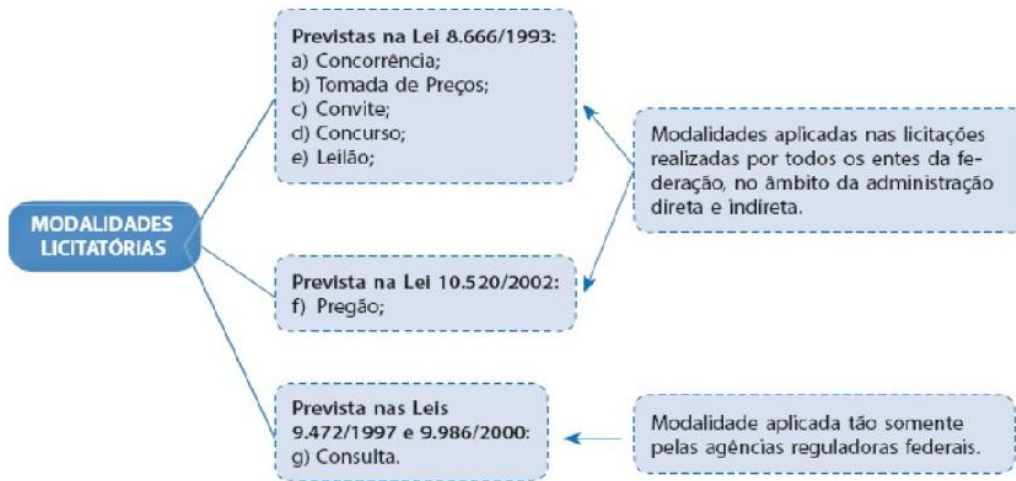 MODALIDADES
LICITATÓRIAS
Previstas na Lei 8.666/1993:
a) Concorrência;
b) Tomada de Preços;
c) Convite;
d) Concurso;
e) Leilão;
Prevista na Lei 10.520/2002:
f) Pregão;
Prevista nas Leis
9.472/1997 e 9.986/2000:
g) Consulta.
Modalidades aplicadas nas licitações
realizadas por todos os entes da fe-
deração, no âmbito da administração
direta e indireta.
Modalidade aplicada tão somente
pelas agências reguladoras federais.